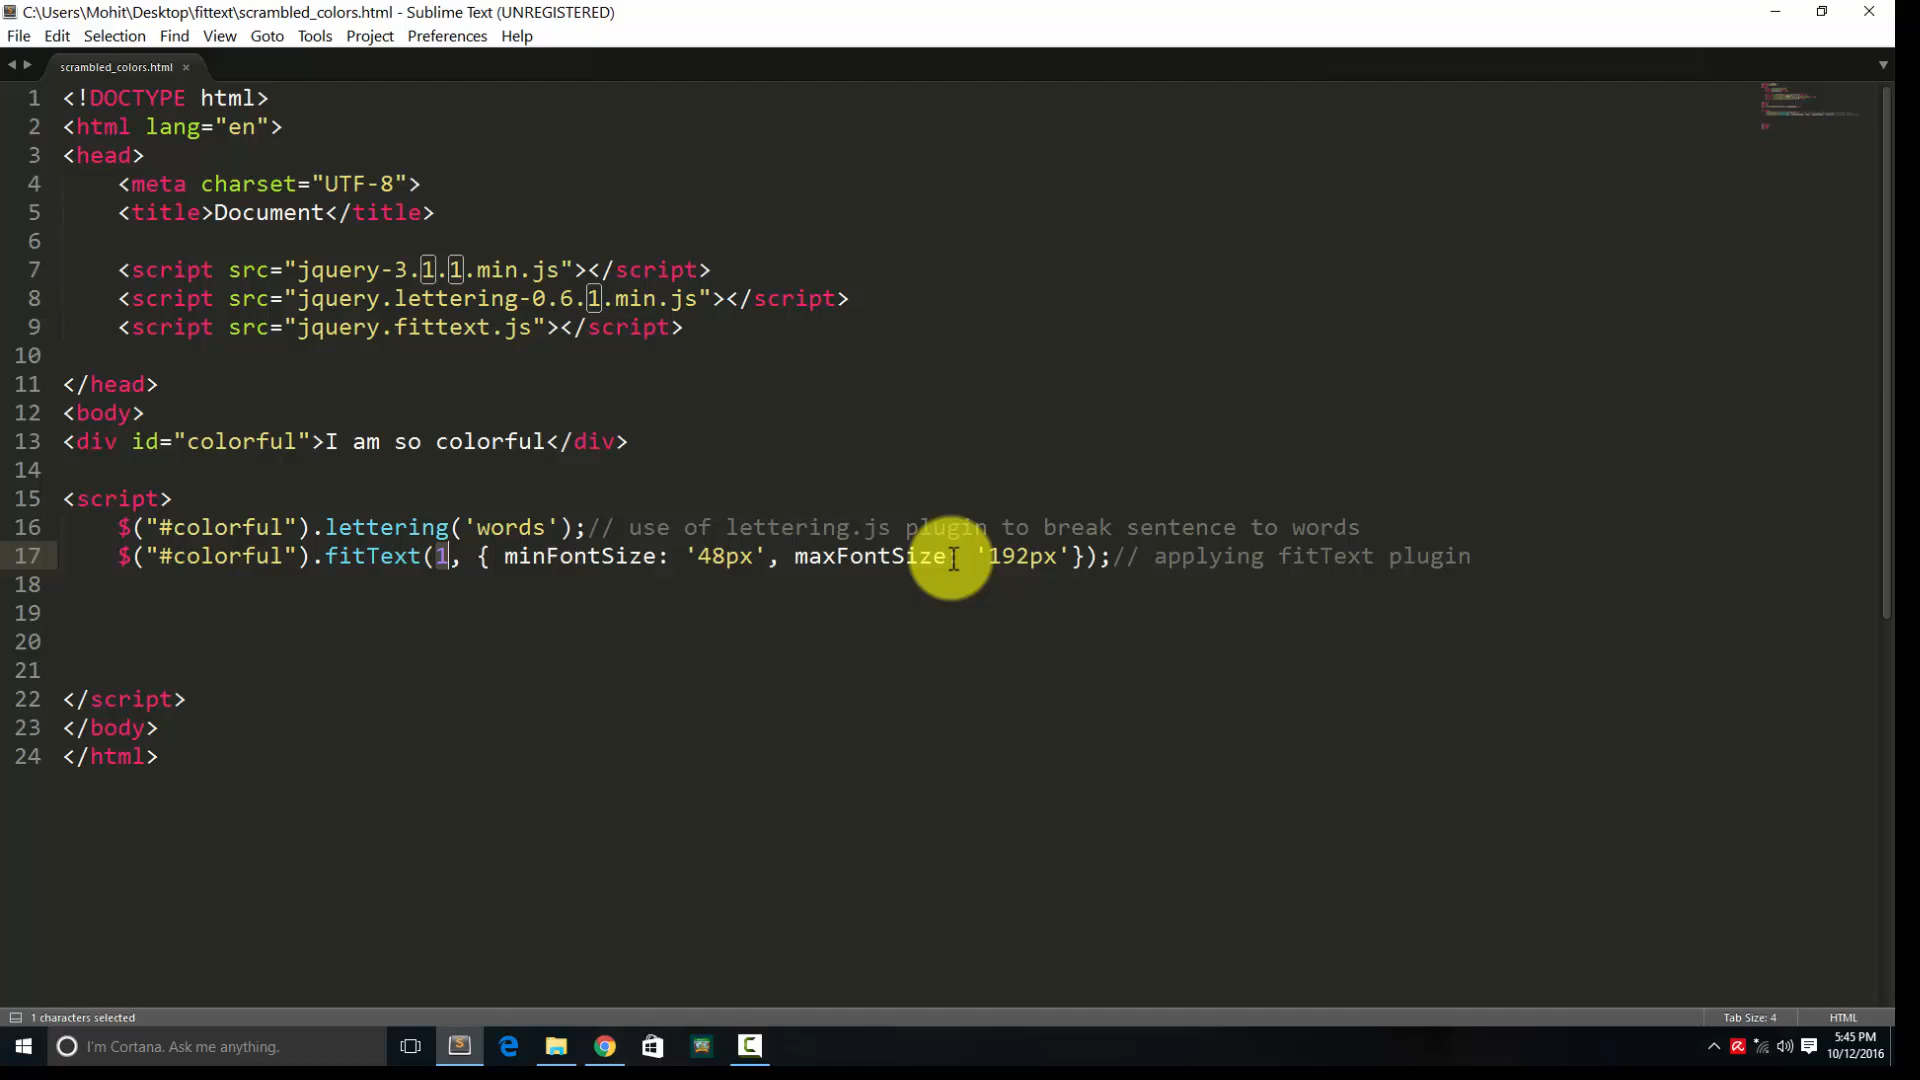 C:\Users\Mohit\Desktop\fittext\scrambled_colors.html - Sublime Text (UNREGISTERED)
File Edit Selection Find View Goto Tools Project Preferences Help
scrambled_colors.html ×
1 <!DOCTYPE html>
2 <html lang="en">
3 <head>
4 <meta charset="UTF-8">
5 <title>Document</title>
6
7 <script src="jquery-3.1.1.min.js"></script>
8 <script src="jquery.lettering-0.6.1.min.js"></script>
9 <script src="jquery.fittext.js"></script>
10
11 </head>
12 <body>
13 <div id="colorful">I am so colorful</div>
14
15 <script>
16 $("#colorful").lettering('words');// use of lettering.js plugin to break sentence to words
17 $("#colorful").fitText(1, { minFontSize: '48px', maxFontSize: '192px'});// applying fitText plugin
18
19
20
21
22 </script>
23 </body>
24 </html>
1 characters selected
Tab Size: 4
HTML
I'm Cortana. Ask me anything.
5:45 PM
10/12/2016